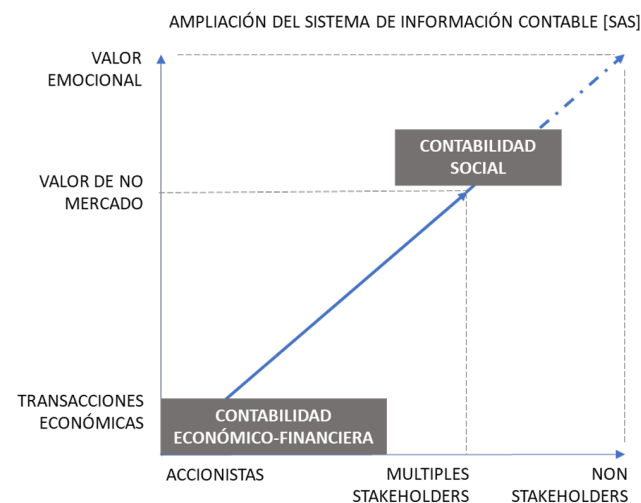 AMPLIACIÓN DEL SISTEMA DE INFORMACIÓN CONTABLE [SAS]
VALOR
EMOCIONAL
CONTABILIDAD
SOCIAL
VALOR DE NO
MERCADO
TRANSACCIONES
ECONÓMICAS
CONTABILIDAD
ECONÓMICO-FINANCIERA
ACCIONISTAS
MULTIPLES
STAKEHOLDERS
NON
STAKEHOLDERS